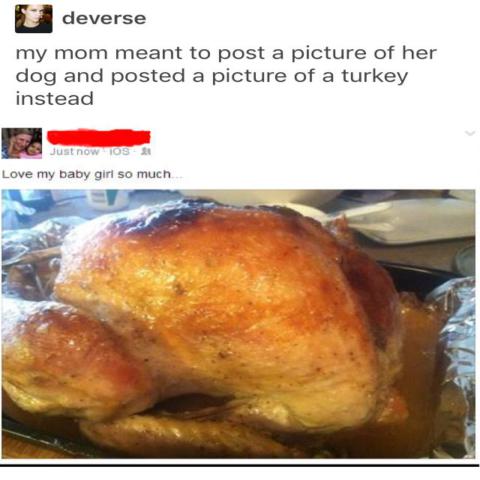 deverse
my mom meant to post a picture of her
dog and posted a picture of a turkey
instead
Just now · iOS ·
Love my baby girl so much...